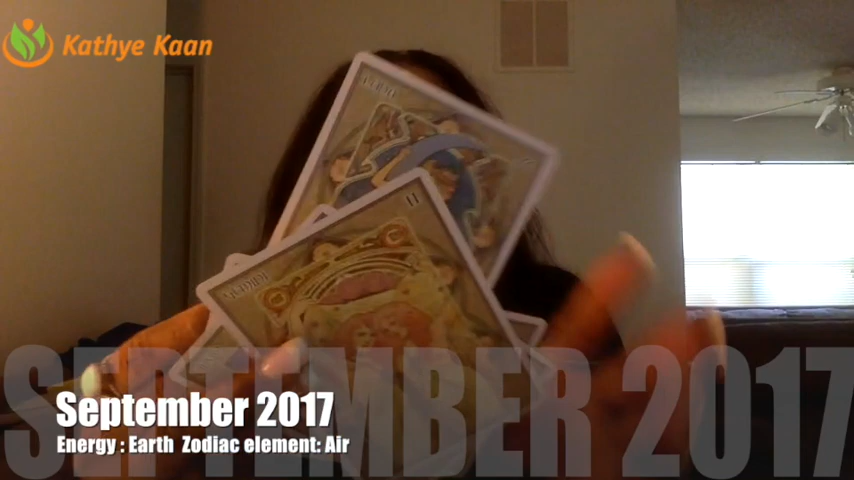 Kathye Kaan
II
SEPTEMBER 2017
September 2017
Energy : Earth Zodiac element: Air